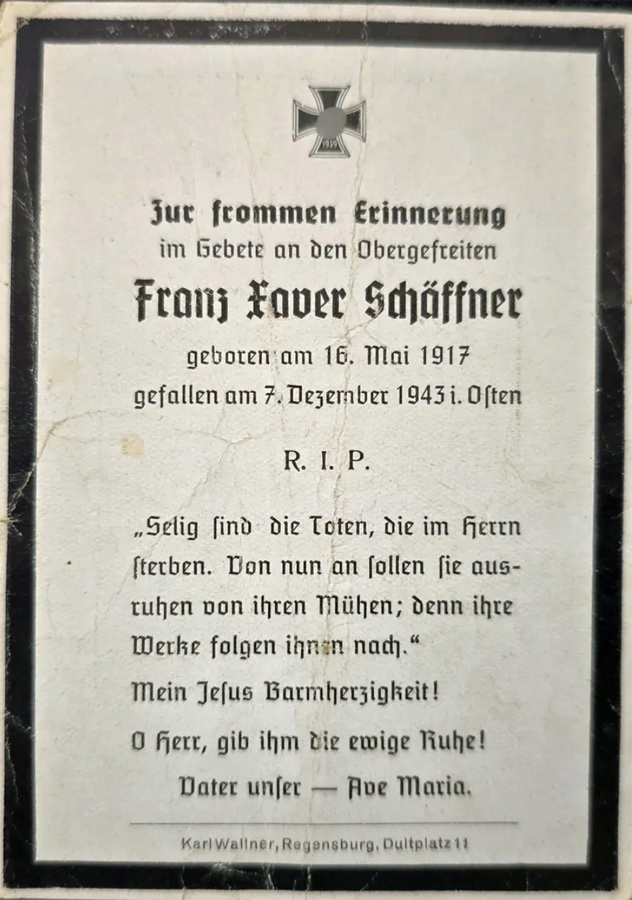 1939
Zur frommen Erinnerung
im Gebete an den Obergefreiten
Franz Xaver Schäffner
geboren am 16. Mai 1917
gefallen am 7. Dezember 1943 i. Osten
R. I. P.
„Selig sind die Toten, die im Herrn
sterben. Von nun an sollen sie aus-
ruhen von ihren Mühen; denn ihre
Werke folgen ihnen nach.“
Mein Jesus Barmherzigkeit!
O Herr, gib ihm die ewige Ruhe!
Vater unser — Ave Maria.
Karl Wallner, Regensburg, Dultplatz 11